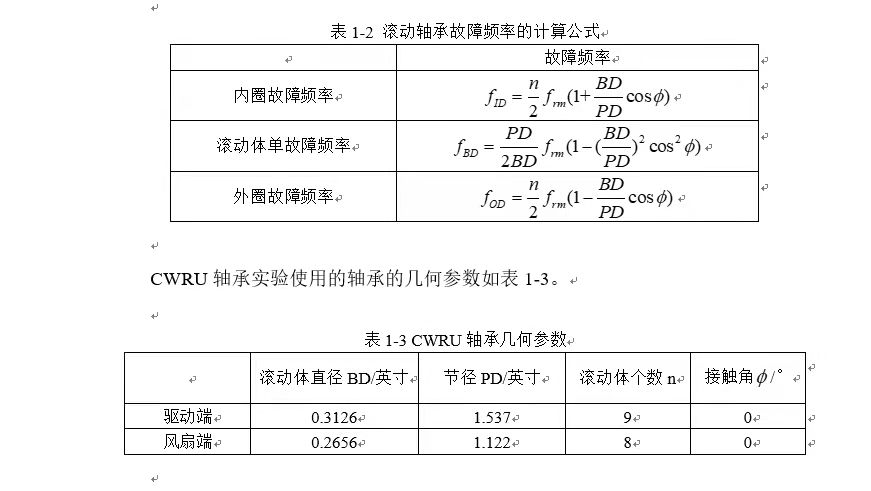 表 1-2 滚动轴承故障频率的计算公式
故障频率
内圈故障频率 f_{ID} = \frac{n}{2} f_{rm}(1+\frac{BD}{PD}cosϕ)
滚动体单故障频率 f_{BD} = \frac{PD}{2BD} f_{rm}(1-(\frac{BD}{PD})^2 cos^2 ϕ)
外圈故障频率 f_{OD} = \frac{n}{2} f_{rm}(1-\frac{BD}{PD}cosϕ)
CWRU 轴承实验使用的轴承的几何参数如表 1-3。
表 1-3 CWRU 轴承几何参数
滚动体直径 BD/英寸 节径 PD/英寸 滚动体个数 n 接触角ϕ/°
驱动端 0.3126 1.537 9 0
风扇端 0.2656 1.122 8 0